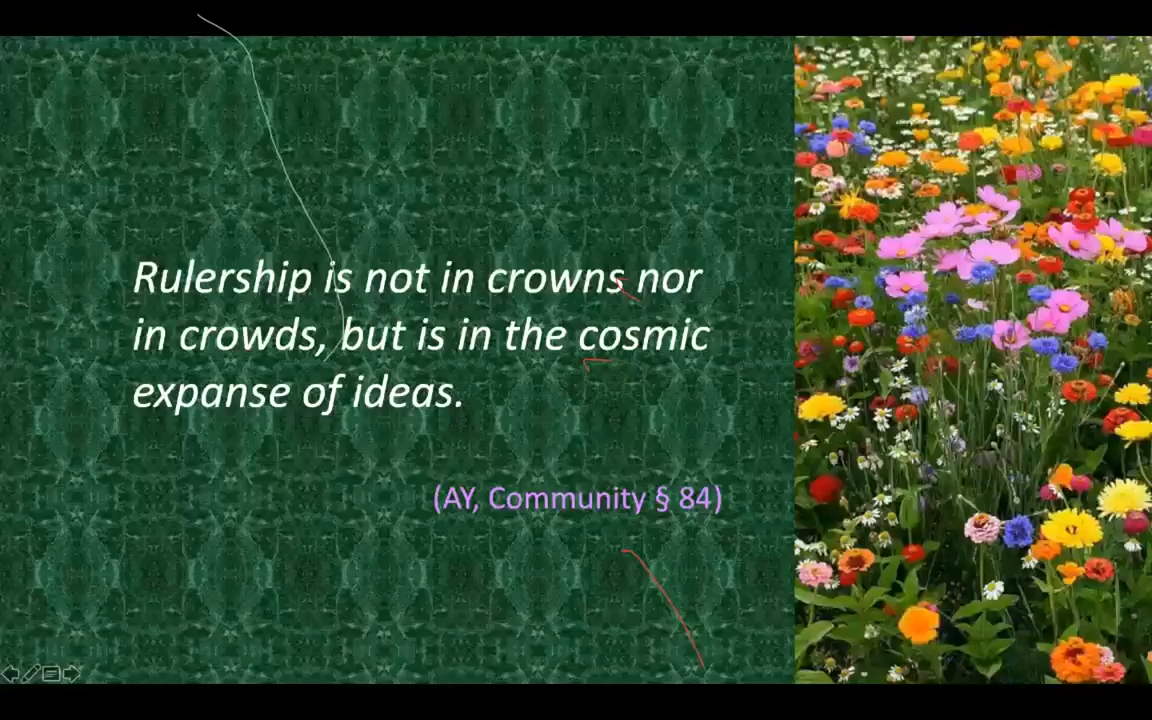 Rulership is not in crowns nor
in crowds, but is in the cosmic
expanse of ideas.
(AY, Community § 84)